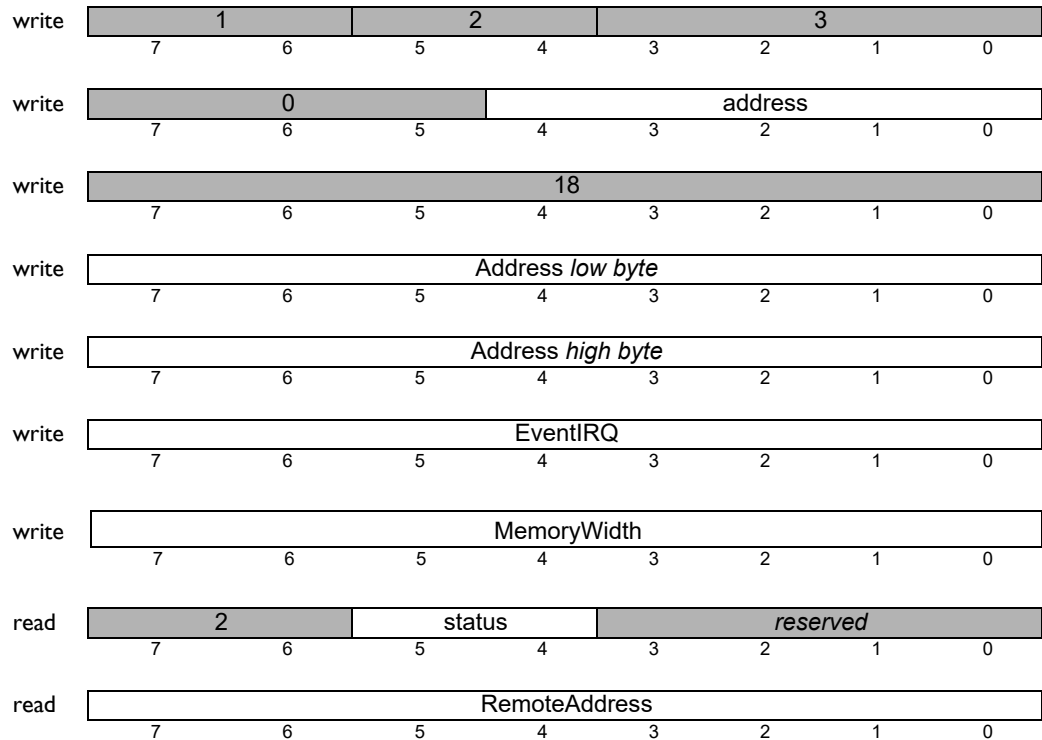 write 1 2 3
7 6 5 4 3 2 1 0
write 0 address
7 6 5 4 3 2 1 0
write 18
7 6 5 4 3 2 1 0
write Address low byte
7 6 5 4 3 2 1 0
write Address high byte
7 6 5 4 3 2 1 0
write EventIRQ
7 6 5 4 3 2 1 0
write MemoryWidth
7 6 5 4 3 2 1 0
read 2 status reserved
7 6 5 4 3 2 1 0
read RemoteAddress
7 6 5 4 3 2 1 0